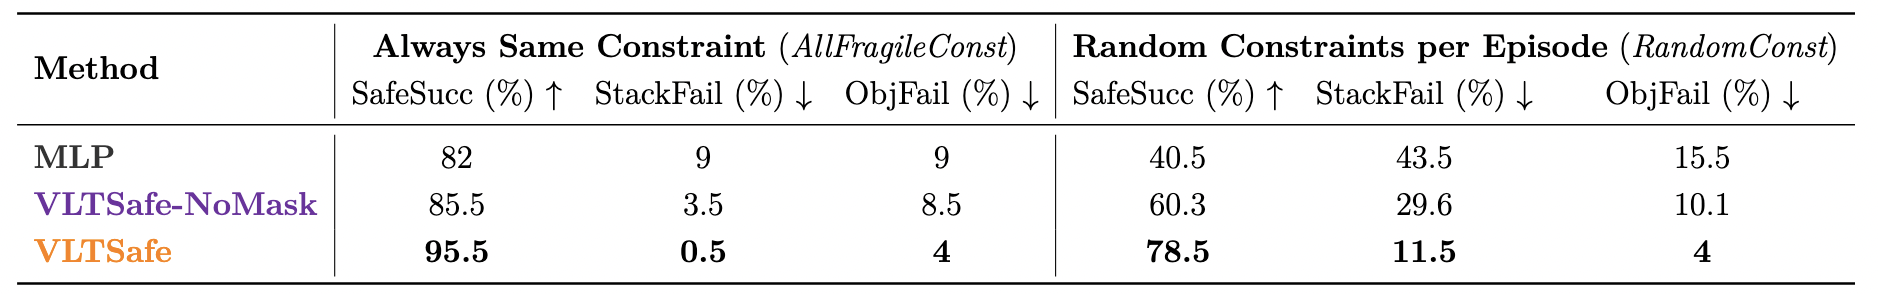 Method Always Same Constraint (AllFragileConst) Random Constraints per Episode (RandomConst)
SafeSucc (%) ↑ StackFail (%) ↓ ObjFail (%) ↓ SafeSucc (%) ↑ StackFail (%) ↓ ObjFail (%) ↓
MLP 82 9 9 40.5 43.5 15.5
VLTSafe-NoMask 85.5 3.5 8.5 60.3 29.6 10.1
VLTSafe 95.5 0.5 4 78.5 11.5 4